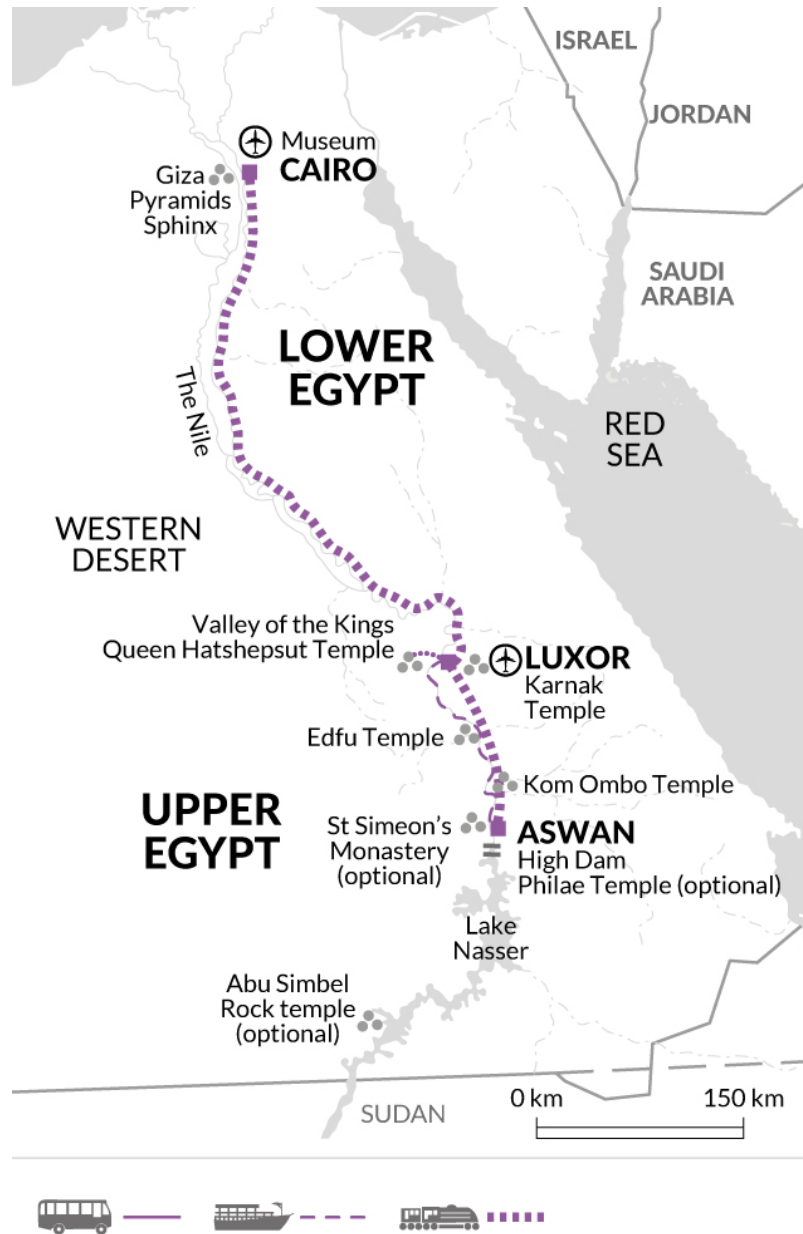 ISRAEL
JORDAN
Museum
CAIRO
Giza
Pyramids
Sphinx
SAUDI
ARABIA
LOWER
EGYPT
The Nile
RED
SEA
WESTERN
DESERT
Valley of the Kings
Queen Hatshepsut Temple
LUXOR
Karnak
Temple
Edfu Temple
Kom Ombo Temple
UPPER
EGYPT
St Simeon's
Monastery
(optional)
ASWAN
High Dam
Philae Temple (optional)
Lake
Nasser
Abu Simbel
Rock temple
(optional)
SUDAN
0 km
150 km